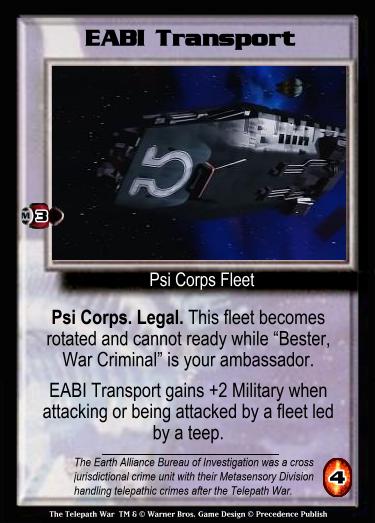 EABI Transport
M 3
Psi Corps Fleet
Psi Corps. Legal. This fleet becomes
rotated and cannot ready while “Bester,
War Criminal” is your ambassador.
EABI Transport gains +2 Military when
attacking or being attacked by a fleet led
by a teep.
The Earth Alliance Bureau of Investigation was a cross
jurisdictional crime unit with their Metasensory Division
handling telepathic crimes after the Telepath War.
4
The Telepath War TM & © Warner Bros. Game Design © Precedence Publish